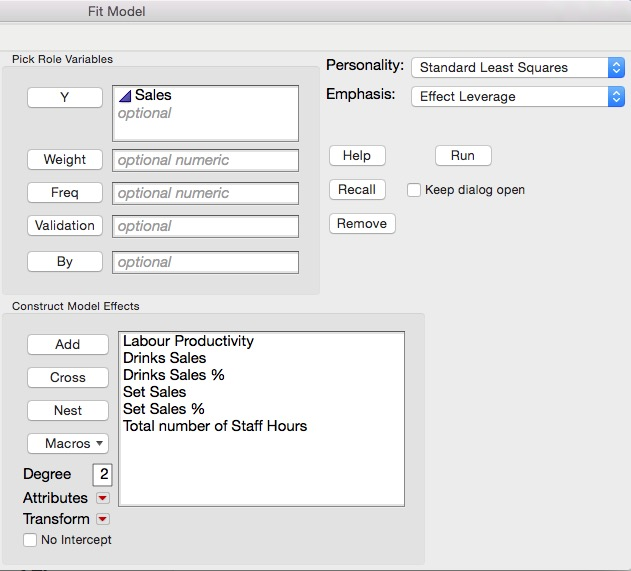 Fit Model
Pick Role Variables
Personality: Standard Least Squares
Emphasis: Effect Leverage
Y Sales
optional
Weight optional numeric
Help Run
Freq optional numeric
Recall Keep dialog open
Validation optional
Remove
By optional
Construct Model Effects
Add
Cross
Nest
Macros
Labour Productivity
Drinks Sales
Drinks Sales %
Set Sales
Set Sales %
Total number of Staff Hours
Degree 2
Attributes
Transform
No Intercept